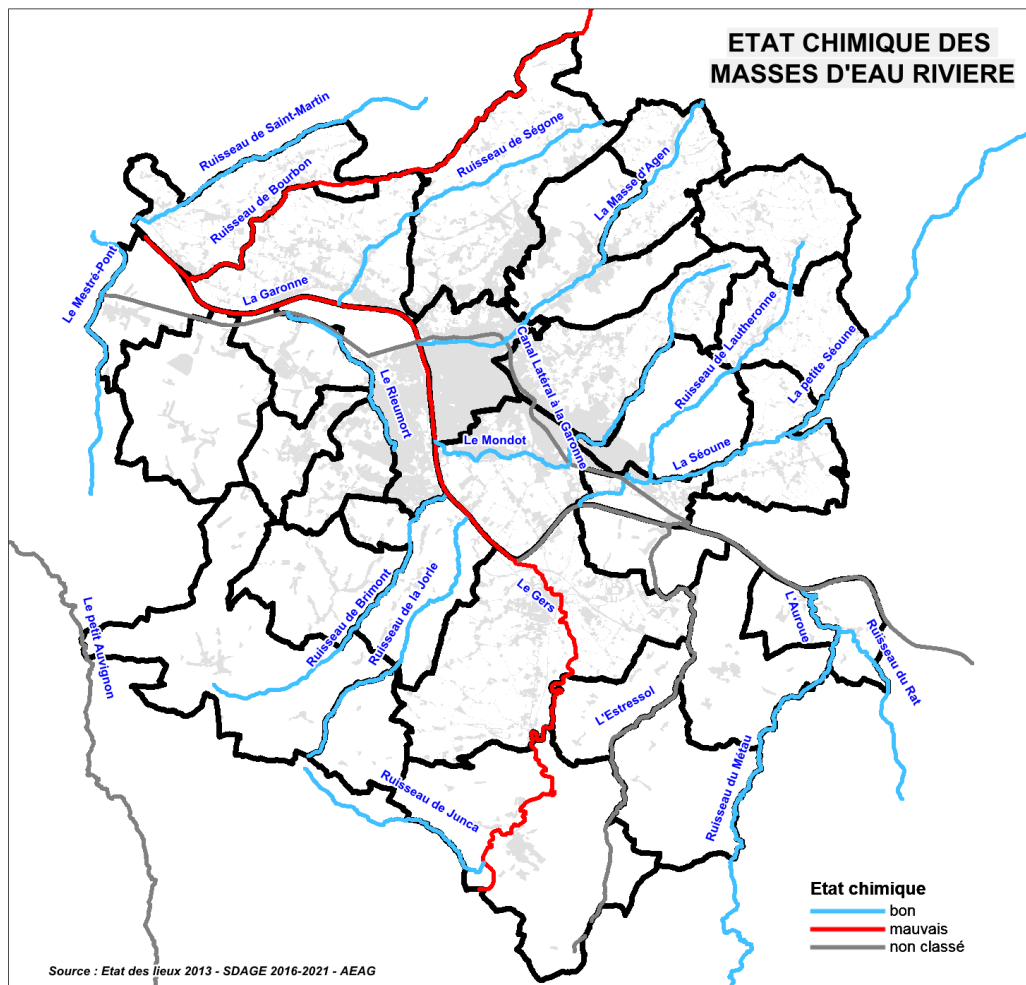 ETAT CHIMIQUE DES
MASSES D'EAU RIVIERE
Ruisseau de Saint-Martin
Ruisseau de Ségone
Ruisseau de Bourbon
La Masse d'Agen
Le Mestré-Pont
La Garonne
Ruisseau de Lautheronne
Canal Latéral à la Garonne
La petite Séoune
Le Rieumort
Le Mondot
La Séoune
Le petit Auvignon
Ruisseau de Brimont
Ruisseau de la Jorle
Le Gers
L'Auroue
Ruisseau du Rat
L'Estressol
Ruisseau du Métau
Ruisseau de Junca
Etat chimique
bon
mauvais
non classé
Source : Etat des lieux 2013 - SDAGE 2016-2021 - AEAG